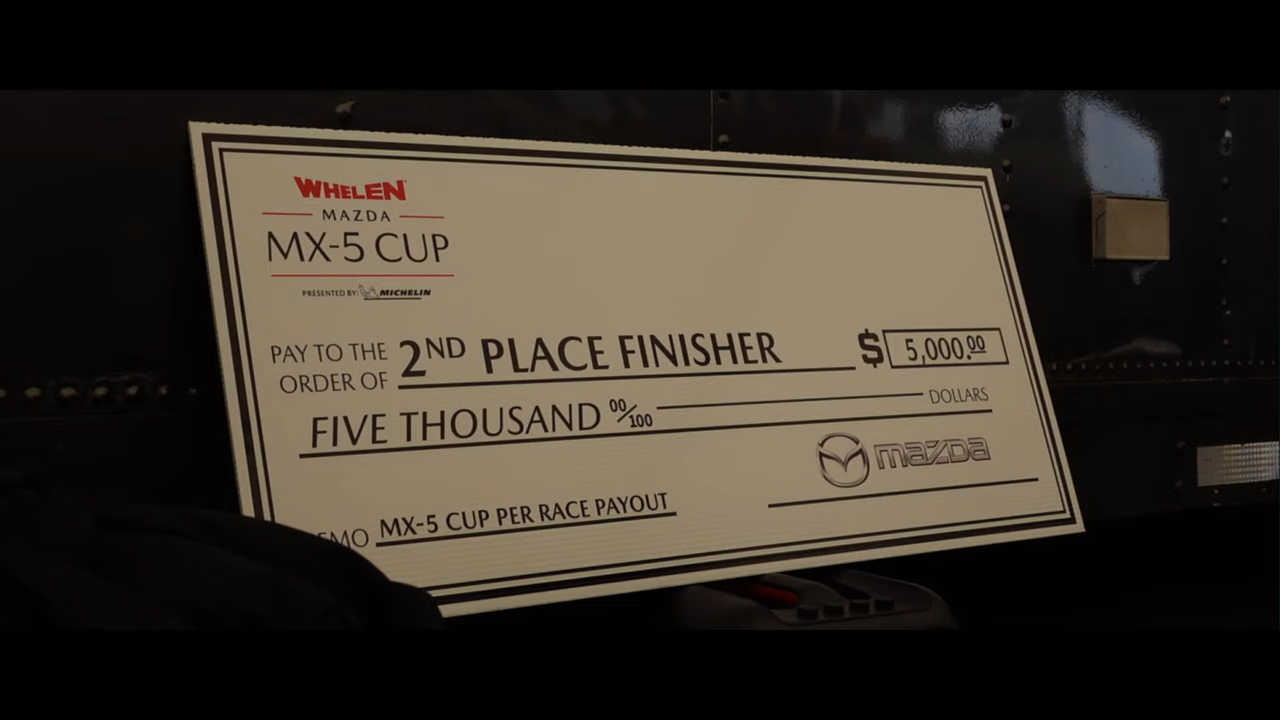 WHELEN
MAZDA
MX-5 CUP
PRESENTED BY: MICHELIN
PAY TO THE ORDER OF 2ND PLACE FINISHER $ 5,000.00
FIVE THOUSAND 00/100 DOLLARS
mazda
EMO MX-5 CUP PER RACE PAYOUT